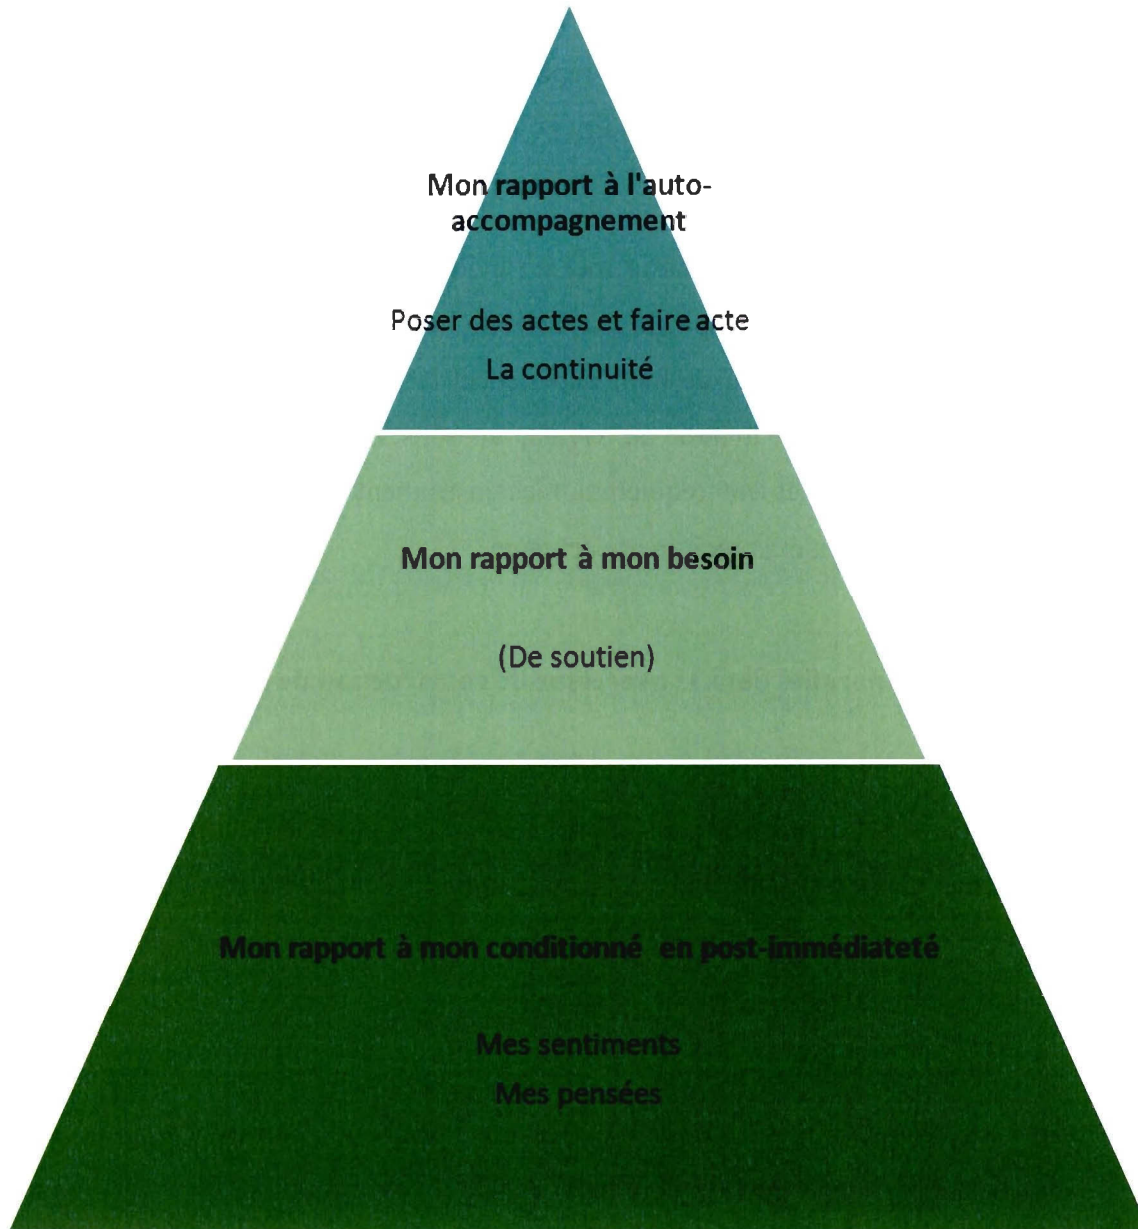 Mon rapport à l'auto-
accompagnement
Poser des actes et faire acte
La continuité
Mon rapport à mon besoin
(De soutien)
Mon rapport à mon conditionné en post-immédiateté
Mes sentiments
Mes pensées